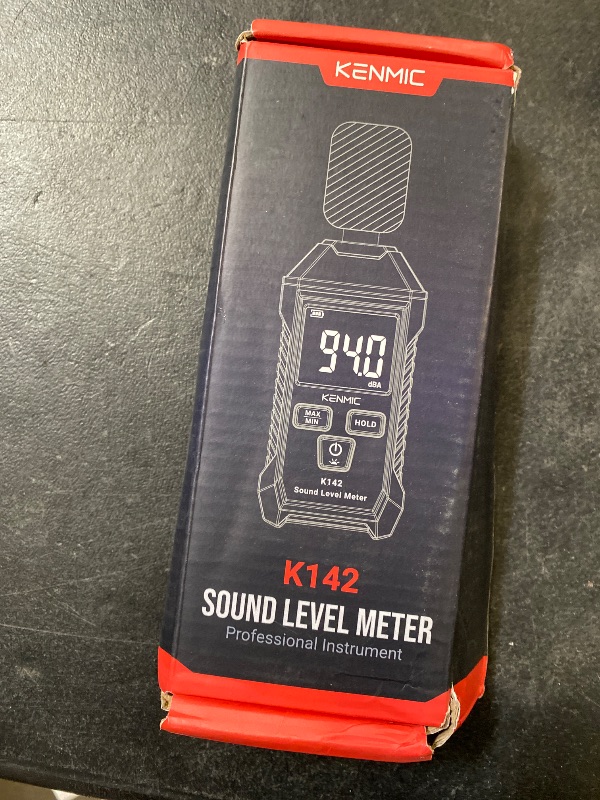 KENMIC
94.0
dBA
KENMIC
MAX
MIN
HOLD
K142
Sound Level Meter
K142
SOUND LEVEL METER
Professional Instrument